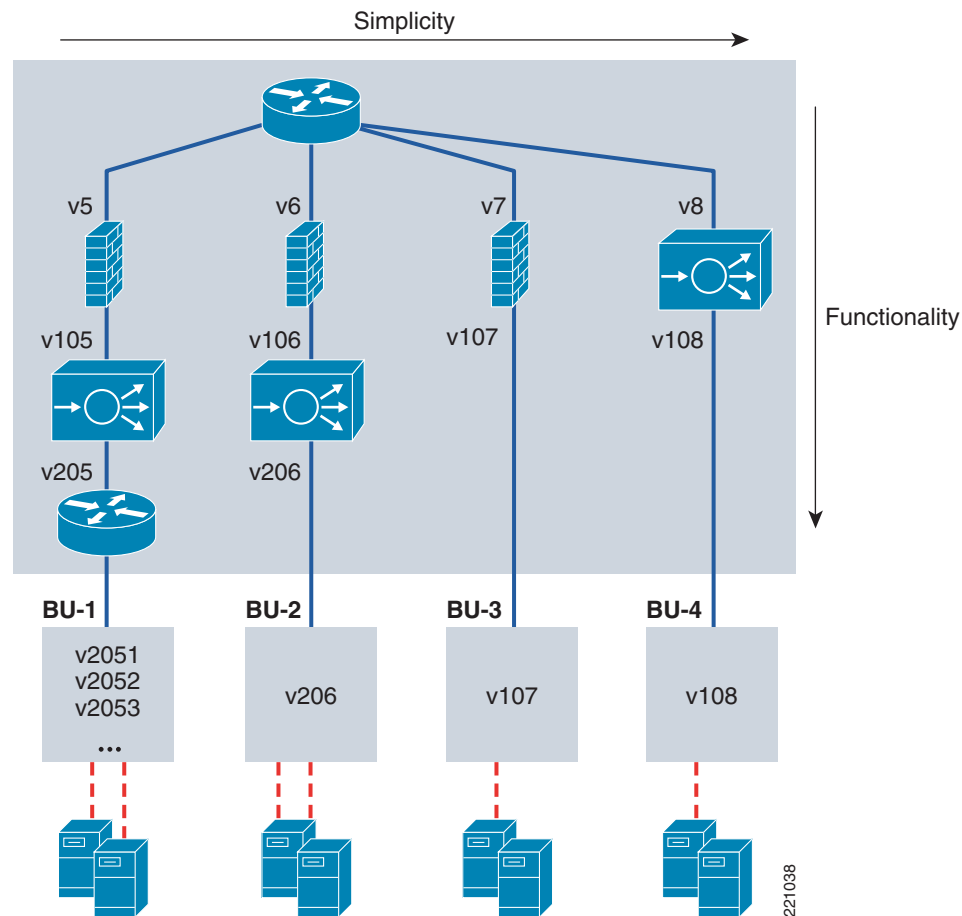 Simplicity
v5
v6
v7
v8
Functionality
v105
v106
v107
v108
v205
v206
BU-1
BU-2
BU-3
BU-4
v2051
v2052
v2053
...
v206
v107
v108
221038